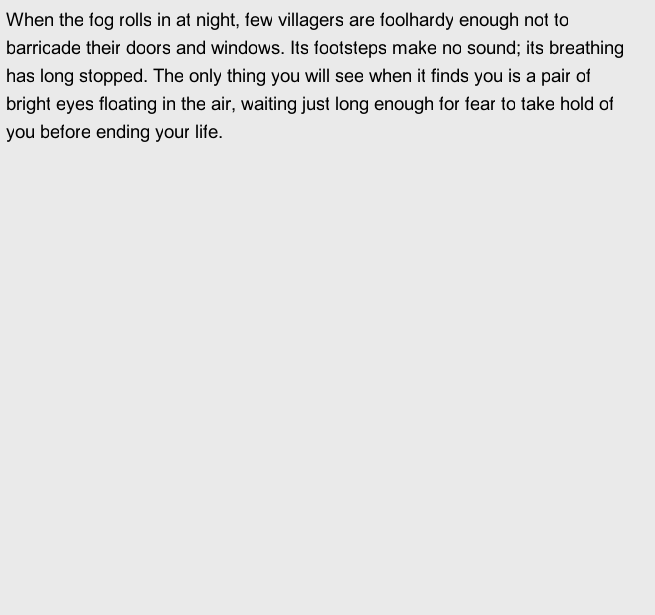 When the fog rolls in at night, few villagers are foolhardy enough not to
barricade their doors and windows. Its footsteps make no sound; its breathing
has long stopped. The only thing you will see when it finds you is a pair of
bright eyes floating in the air, waiting just long enough for fear to take hold of
you before ending your life.